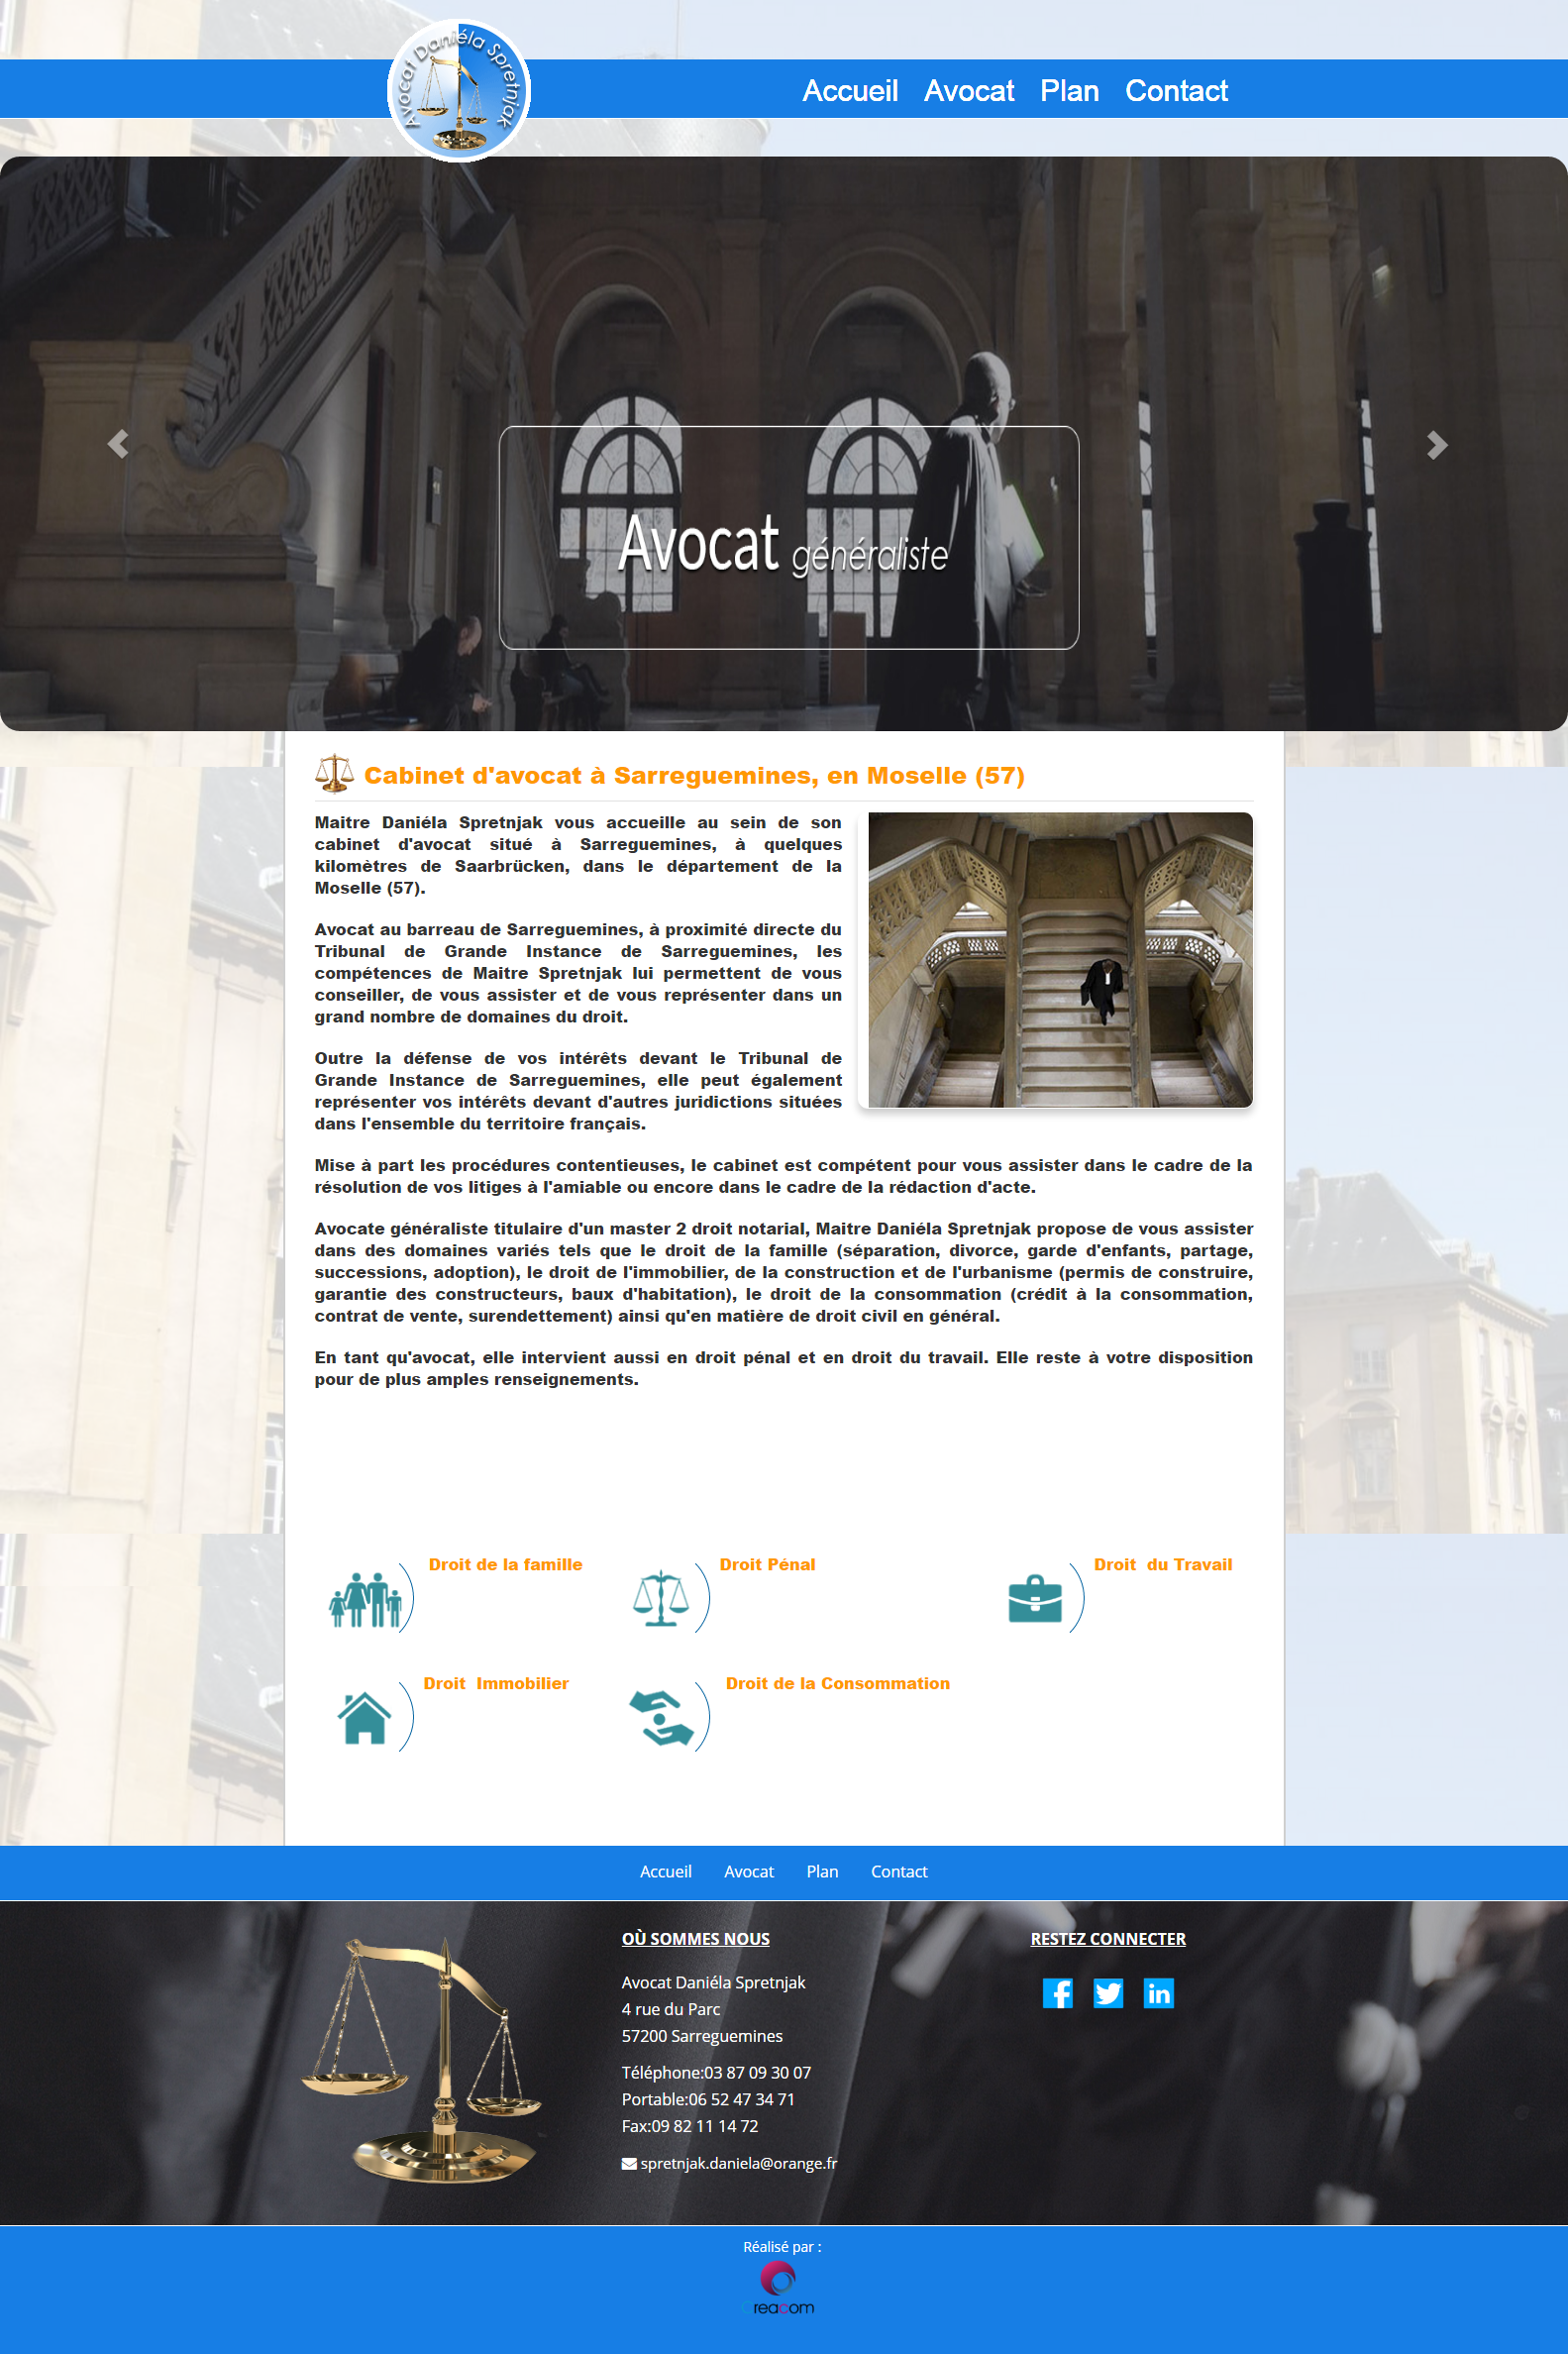 Avocat Daniéla Spretnjak
Accueil Avocat Plan Contact
Avocat généraliste
Cabinet d'avocat à Sarreguemines, en Moselle (57)
Maitre Daniéla Spretnjak vous accueille au sein de son
cabinet d'avocat situé à Sarreguemines, à quelques
kilomètres de Saarbrücken, dans le département de la
Moselle (57).
Avocat au barreau de Sarreguemines, à proximité directe du
Tribunal de Grande Instance de Sarreguemines, les
compétences de Maitre Spretnjak lui permettent de vous
conseiller, de vous assister et de vous représenter dans un
grand nombre de domaines du droit.
Outre la défense de vos intérêts devant le Tribunal de
Grande Instance de Sarreguemines, elle peut également
représenter vos intérêts devant d'autres juridictions situées
dans l'ensemble du territoire français.
Mise à part les procédures contentieuses, le cabinet est compétent pour vous assister dans le cadre de la
résolution de vos litiges à l'amiable ou encore dans le cadre de la rédaction d'acte.
Avocate généraliste titulaire d'un master 2 droit notarial, Maitre Daniéla Spretnjak propose de vous assister
dans des domaines variés tels que le droit de la famille (séparation, divorce, garde d'enfants, partage,
successions, adoption), le droit de l'immobilier, de la construction et de l'urbanisme (permis de construire,
garantie des constructeurs, baux d'habitation), le droit de la consommation (crédit à la consommation,
contrat de vente, surendettement) ainsi qu'en matière de droit civil en général.
En tant qu'avocat, elle intervient aussi en droit pénal et en droit du travail. Elle reste à votre disposition
pour de plus amples renseignements.
Droit de la famille
Droit Pénal
Droit du Travail
Droit Immobilier
Droit de la Consommation
Accueil Avocat Plan Contact
OÙ SOMMES NOUS
Avocat Daniéla Spretnjak
4 rue du Parc
57200 Sarreguemines
Téléphone:03 87 09 30 07
Portable:06 52 47 34 71
Fax:09 82 11 14 72
spretnjak.daniela@orange.fr
RESTEZ CONNECTER
Réalisé par :
Creacom